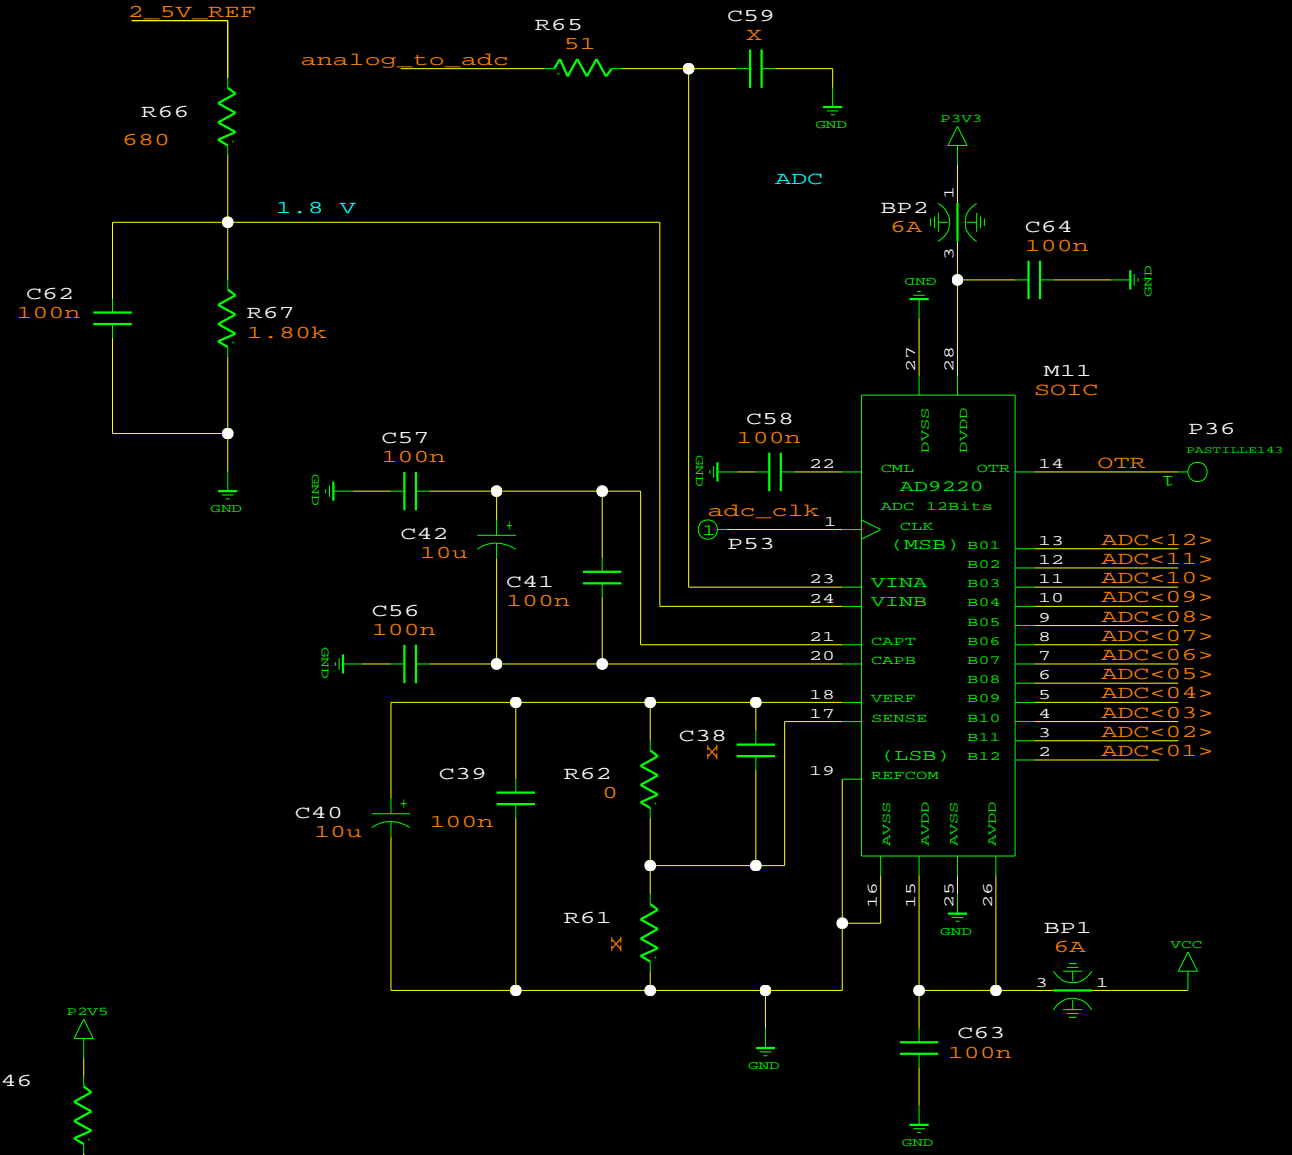 2_5V_REF
C59
X
R65
51
analog_to_adc
GND
R66
680
P3V3
ADC
1
1.8 V
BP2
6A
3
C64
100n
GND
GND
C62
100n
R67
1.80k
27
28
M11
SOIC
DVSS
DVDD
C58
100n
P36
PASTILLE143
C57
100n
GND
22
CML
OTR
14
OTR
1
GND
GND
AD9220
ADC 12Bits
adc_clk
1
P53
1
CLK
C42
10u
+
(MSB)
B01
13
ADC<12>
B02
12
ADC<11>
C41
100n
23
VINA
B03
11
ADC<10>
24
VINB
B04
10
ADC<09>
C56
100n
B05
9
ADC<08>
21
CAPT
B06
8
ADC<07>
GND
20
CAPB
B07
7
ADC<06>
B08
6
ADC<05>
18
VERF
B09
5
ADC<04>
17
SENSE
B10
4
ADC<03>
C38
X
B11
3
ADC<02>
(LSB)
B12
2
ADC<01>
19
REFCOM
C39
100n
R62
0
C40
10u
+
AVSS
AVDD
AVSS
AVDD
16
15
25
26
R61
X
GND
BP1
6A
3
1
VCC
P2V5
C63
100n
GND
46
GND